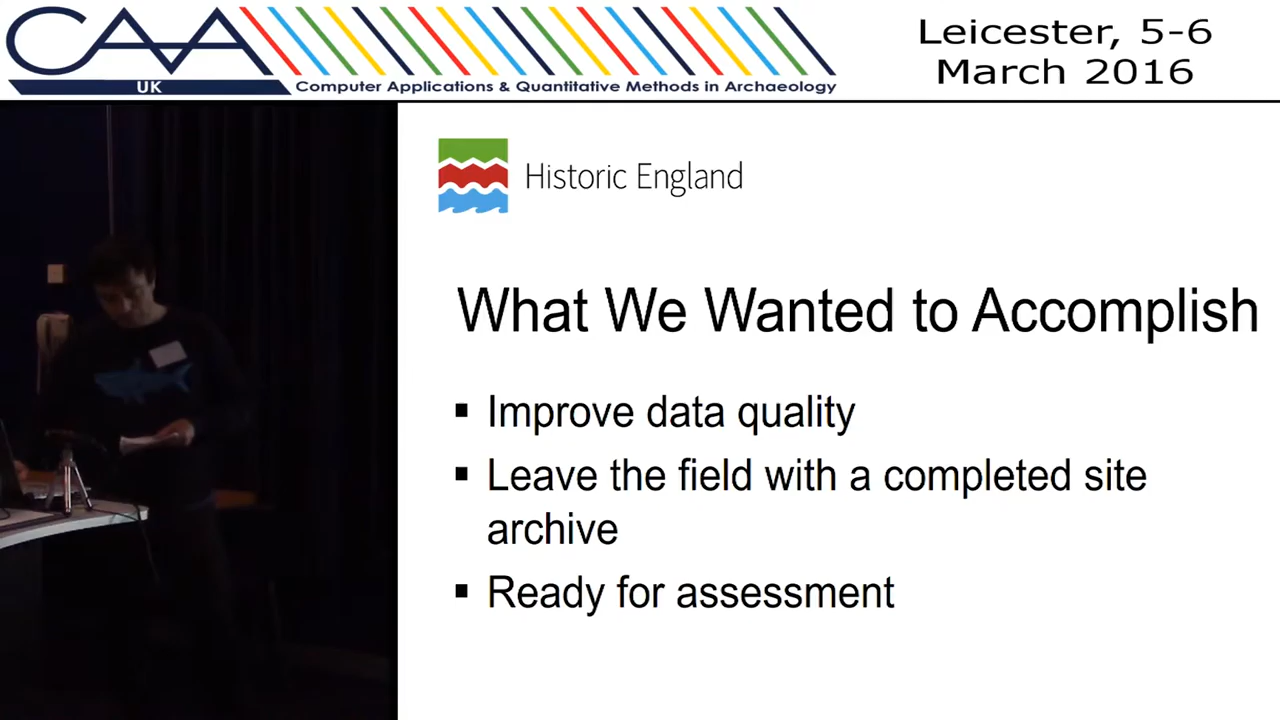 CAA
UK
Computer Applications & Quantitative Methods in Archaeology
Leicester, 5-6
March 2016
Historic England
What We Wanted to Accomplish
▪ Improve data quality
▪ Leave the field with a completed site
archive
▪ Ready for assessment